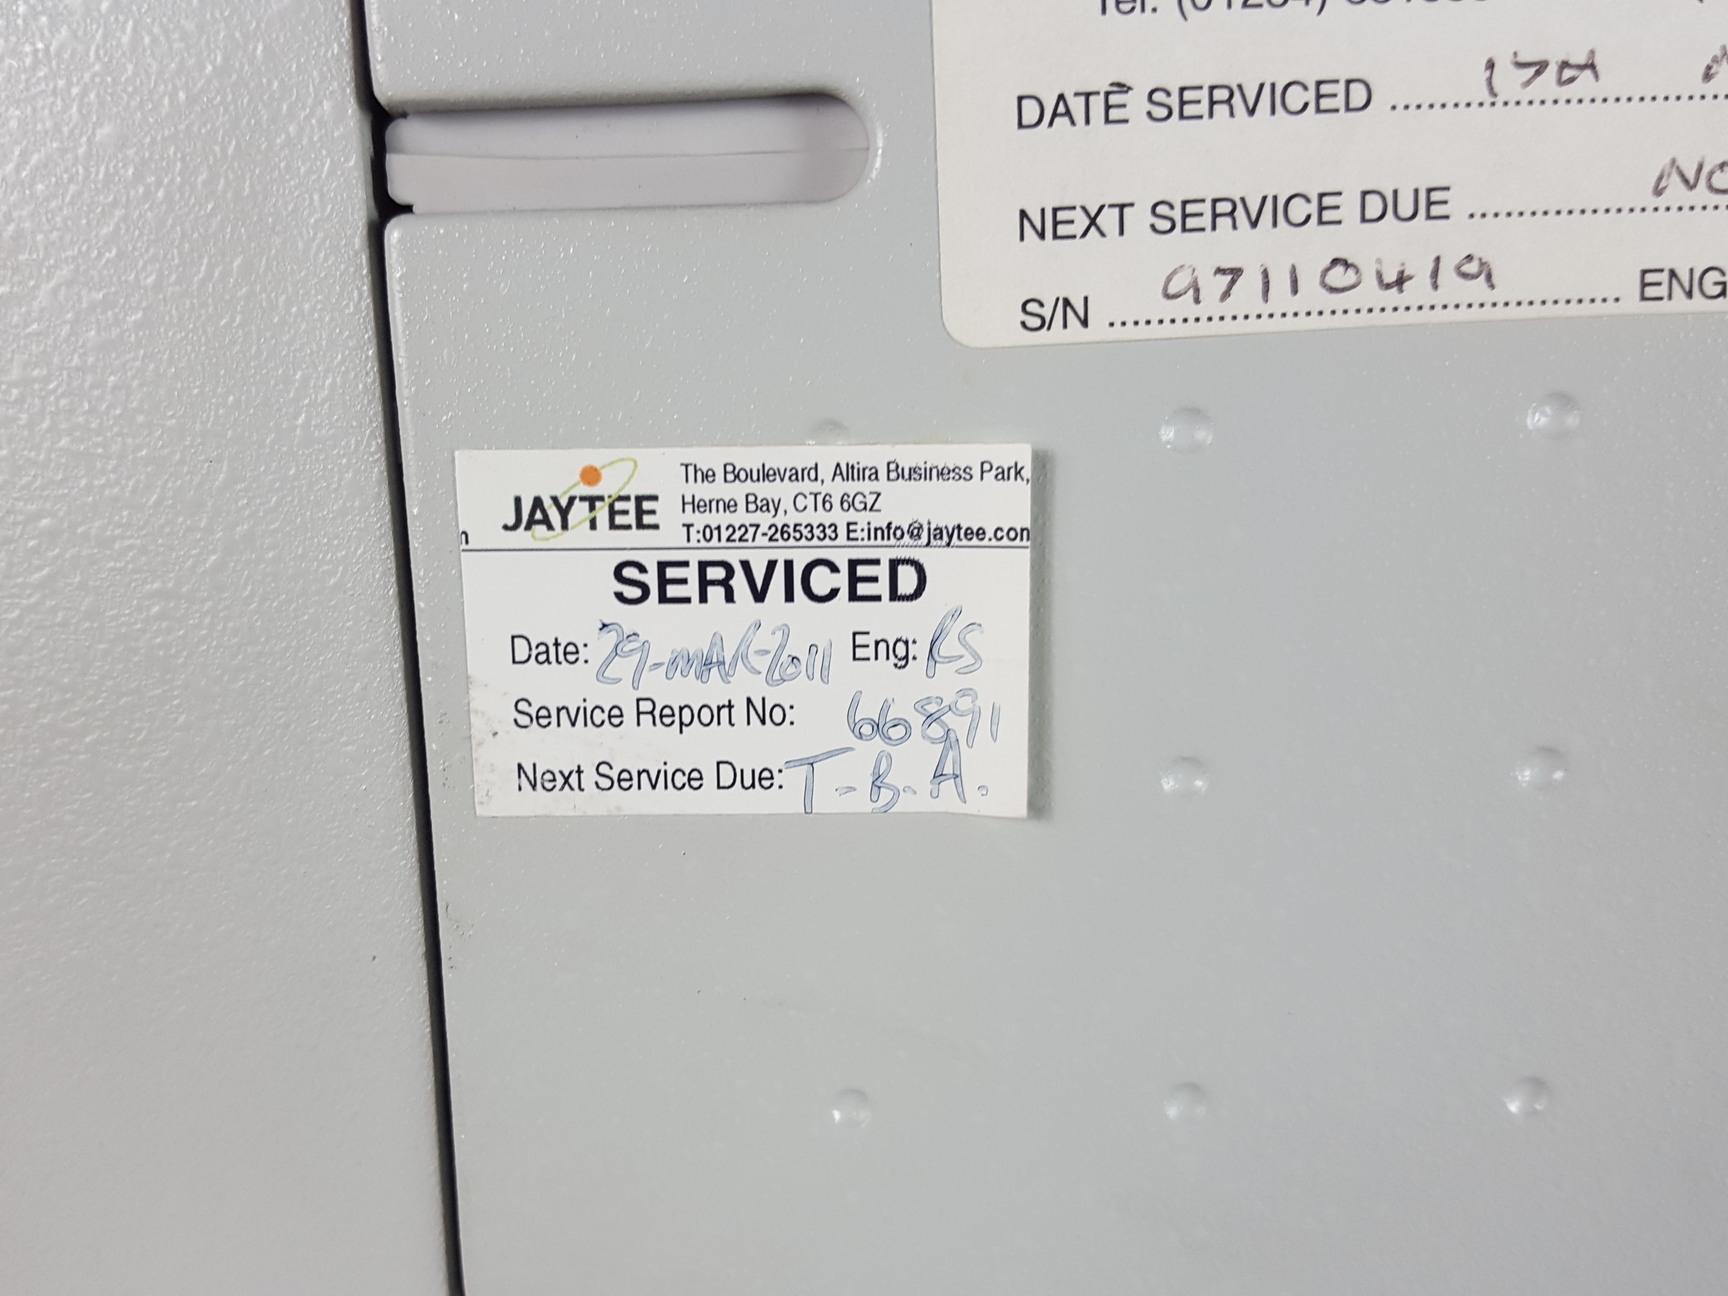 DATE SERVICED
NEXT SERVICE DUE
S/N 97110419 ENG
JAYTEE
The Boulevard, Altira Business Park,
Herne Bay, CT6 6GZ
T:01227-265333 E:info@jaytee.com
SERVICED
Date: 29-MAR-2011 Eng: RS
Service Report No: 66891
Next Service Due: T.B.A.